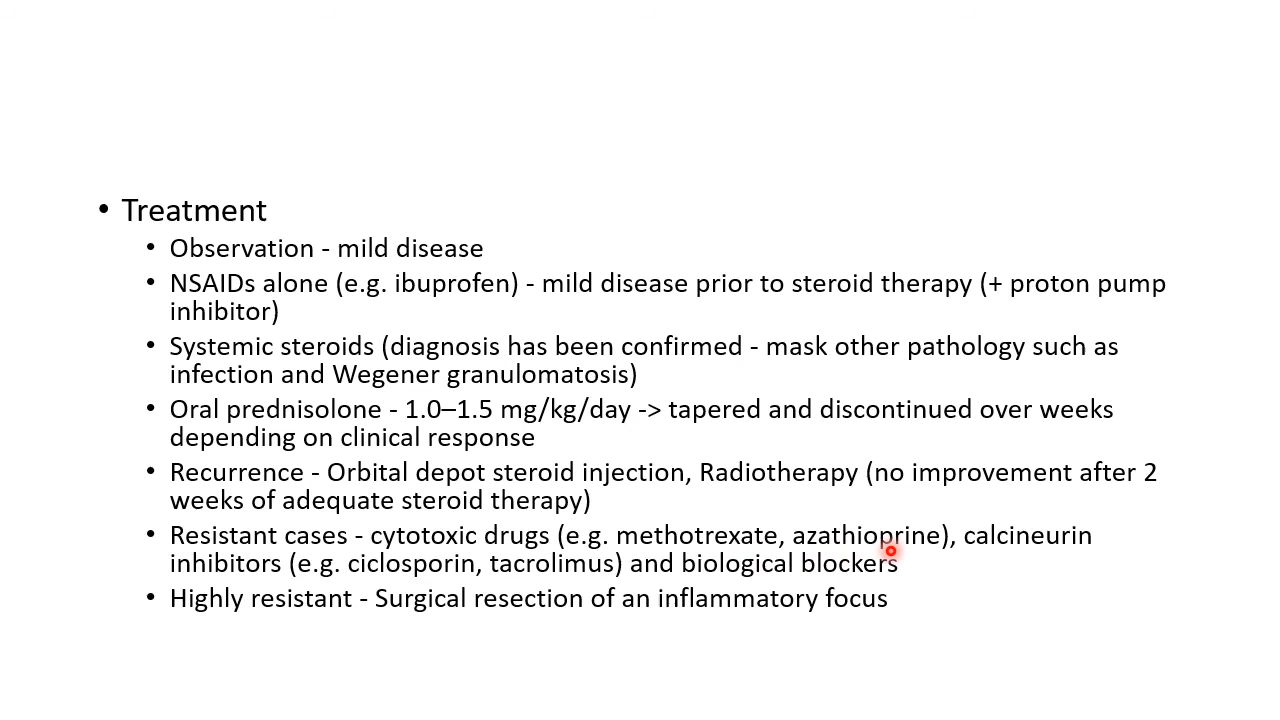 • Treatment
• Observation - mild disease
• NSAIDs alone (e.g. ibuprofen) - mild disease prior to steroid therapy (+ proton pump
inhibitor)
• Systemic steroids (diagnosis has been confirmed - mask other pathology such as
infection and Wegener granulomatosis)
• Oral prednisolone - 1.0–1.5 mg/kg/day -> tapered and discontinued over weeks
depending on clinical response
• Recurrence - Orbital depot steroid injection, Radiotherapy (no improvement after 2
weeks of adequate steroid therapy)
• Resistant cases - cytotoxic drugs (e.g. methotrexate, azathioprine), calcineurin
inhibitors (e.g. ciclosporin, tacrolimus) and biological blockers
• Highly resistant - Surgical resection of an inflammatory focus